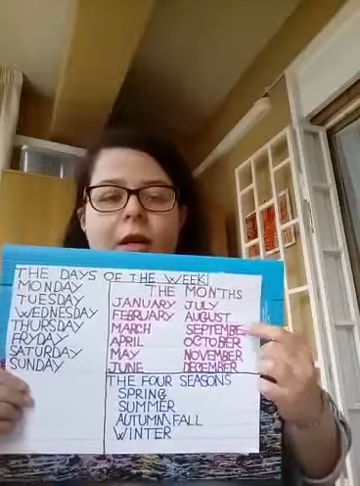 THE DAYS OF THE WEEK
MONDAY
TUESDAY
WEDNESDAY
THURSDAY
FRYDAY
SATURDAY
SUNDAY
THE MONTHS
JANUARY JULY
FEBRUARY AUGUST
MARCH SEPTEMBER
APRIL OCTOBER
MAY NOVEMBER
JUNE DECEMBER
THE FOUR SEASONS
SPRING
SUMMER
AUTUMN FALL
WINTER